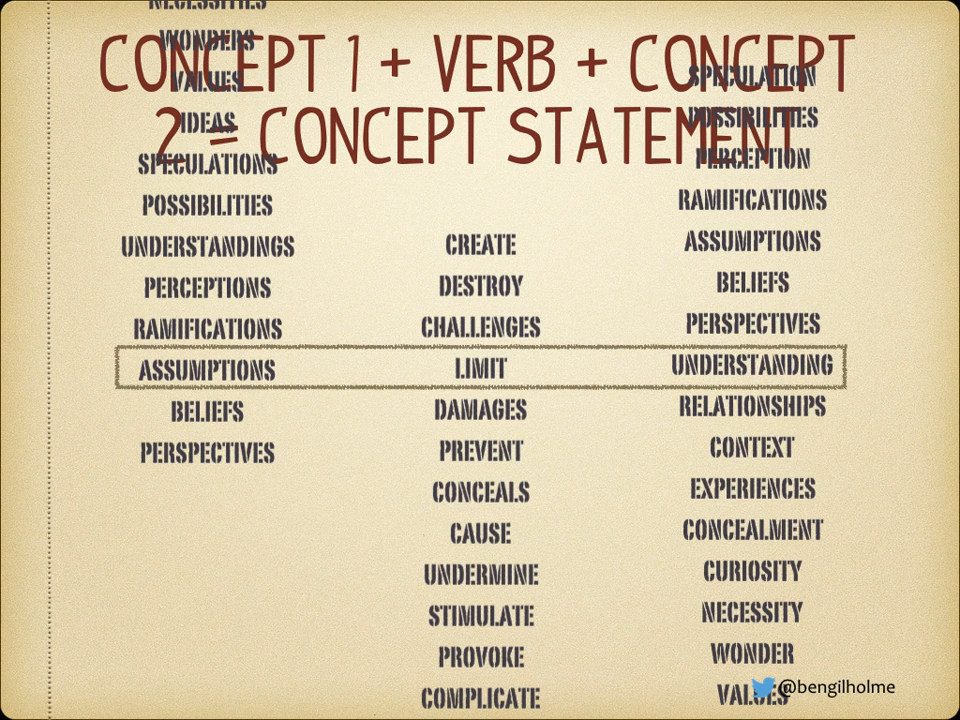 NECESSITIES
CONCEPT 1 + VERB + CONCEPT
2 = CONCEPT STATEMENT
WONDERS
VALUES
IDEAS
SPECULATIONS
POSSIBILITIES
UNDERSTANDINGS
PERCEPTIONS
RAMIFICATIONS
ASSUMPTIONS
BELIEFS
PERSPECTIVES
CREATE
DESTROY
CHALLENGES
LIMIT
DAMAGES
PREVENT
CONCEALS
CAUSE
UNDERMINE
STIMULATE
PROVOKE
COMPLICATE
SPECULATION
POSSIBILITIES
PERCEPTION
RAMIFICATIONS
ASSUMPTIONS
BELIEFS
PERSPECTIVES
UNDERSTANDING
RELATIONSHIPS
CONTEXT
EXPERIENCES
CONCEALMENT
CURIOSITY
NECESSITY
WONDER
VALUES
@bengilholme